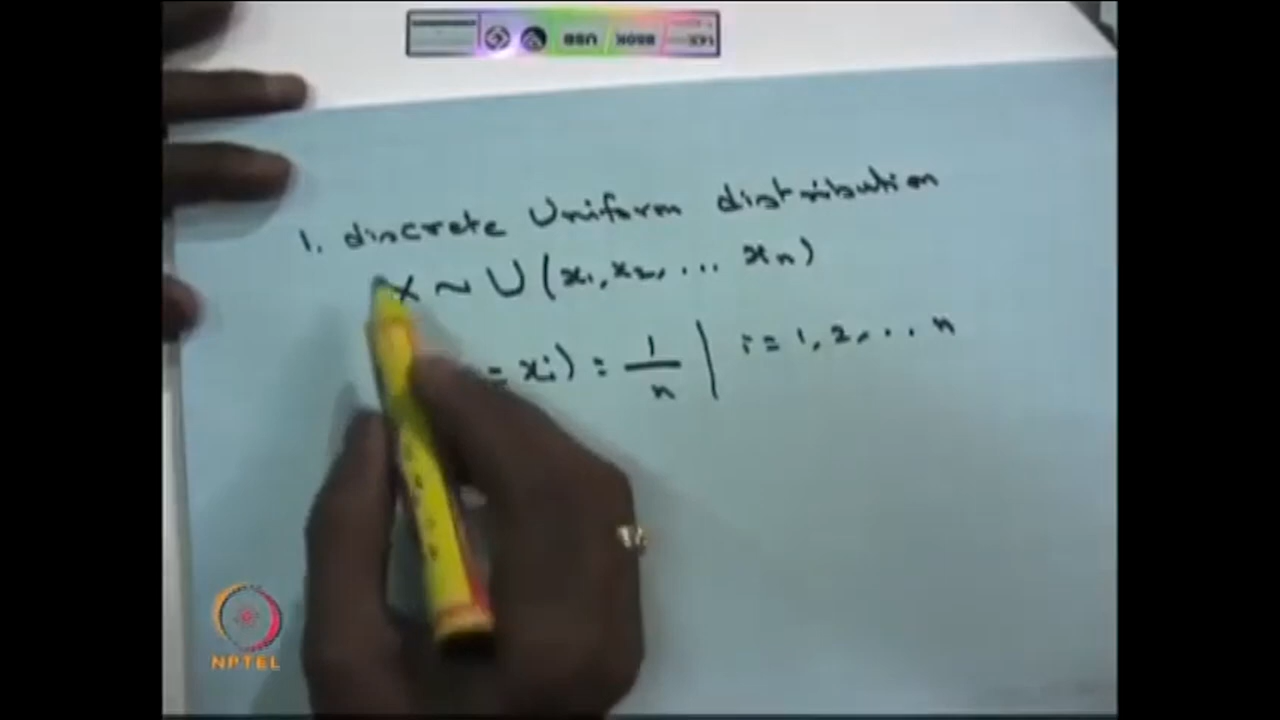 1. discrete Uniform distribution
X ~ U (x₁, x₂, ... xₙ)
= xᵢ) = 1/n | i = 1, 2, ... n
NPTEL